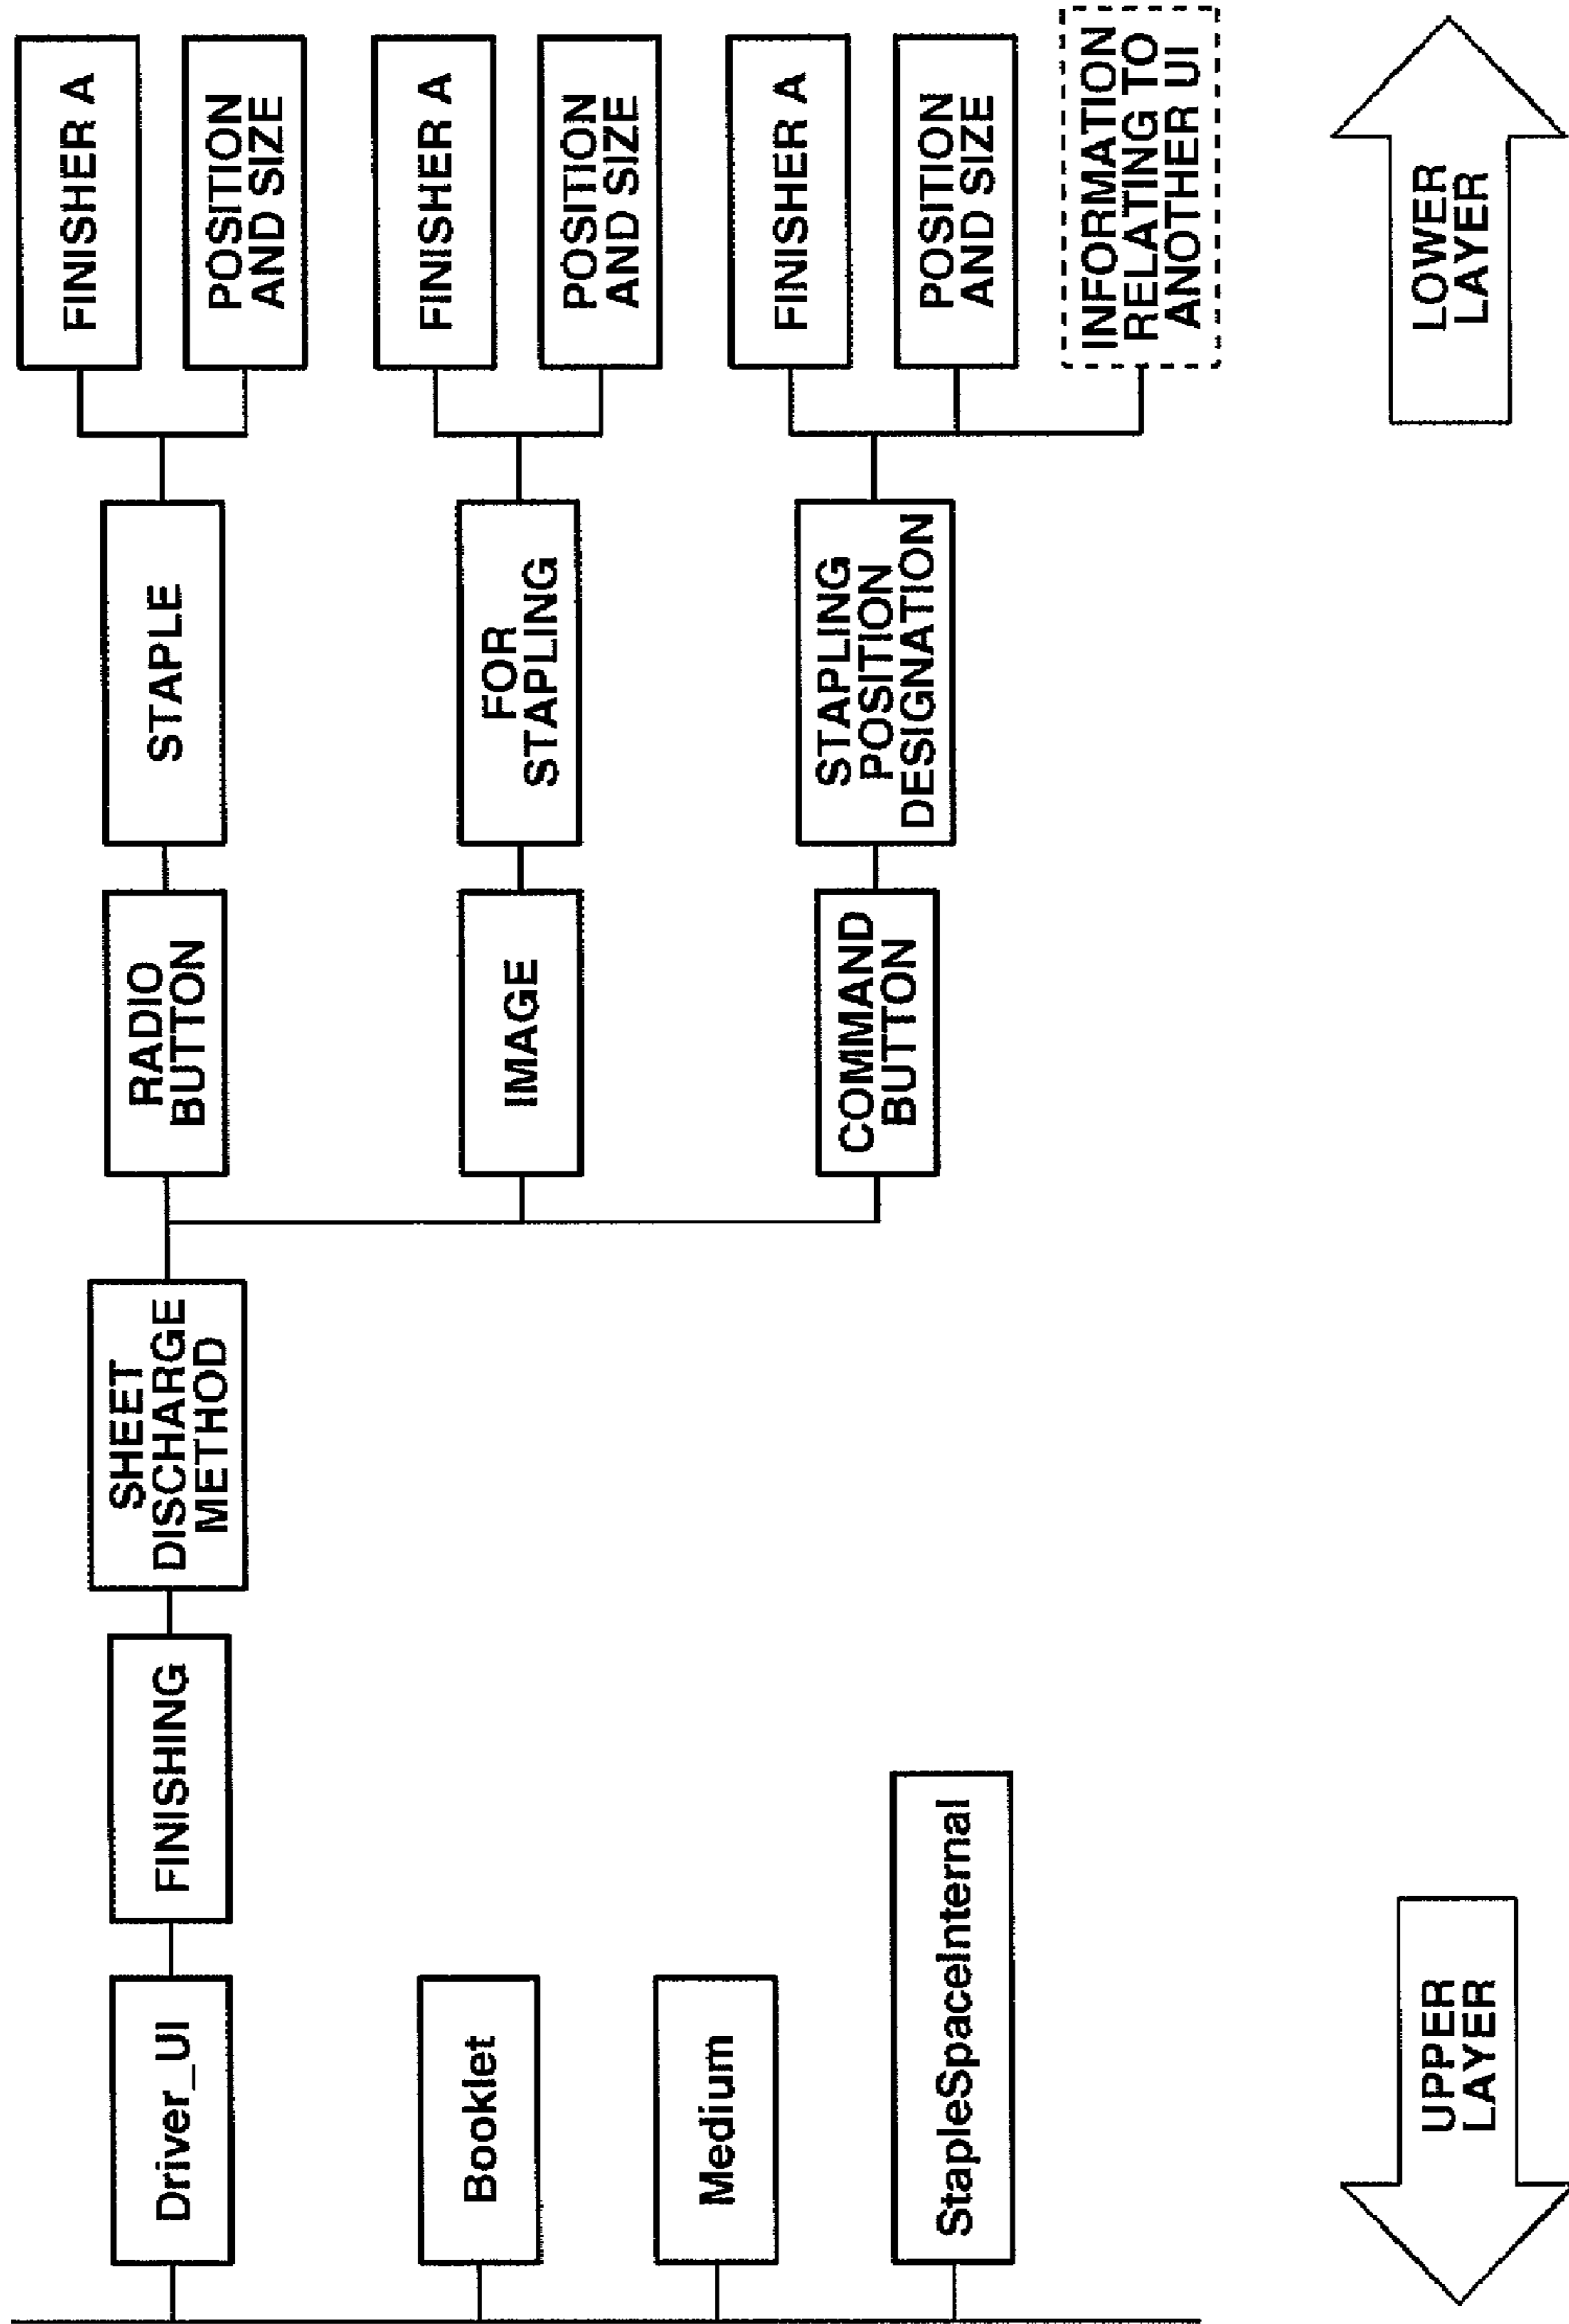 Driver_UI
FINISHING
SHEET
DISCHARGE
METHOD
RADIO
BUTTON
STAPLE
FINISHER A
POSITION
AND SIZE
IMAGE
FOR
STAPLING
FINISHER A
POSITION
AND SIZE
COMMAND
BUTTON
STAPLING
POSITION
DESIGNATION
FINISHER A
POSITION
AND SIZE
INFORMATION
RELATING TO
ANOTHER UI
Booklet
Medium
StapleSpaceInternal
UPPER
LAYER
LOWER
LAYER